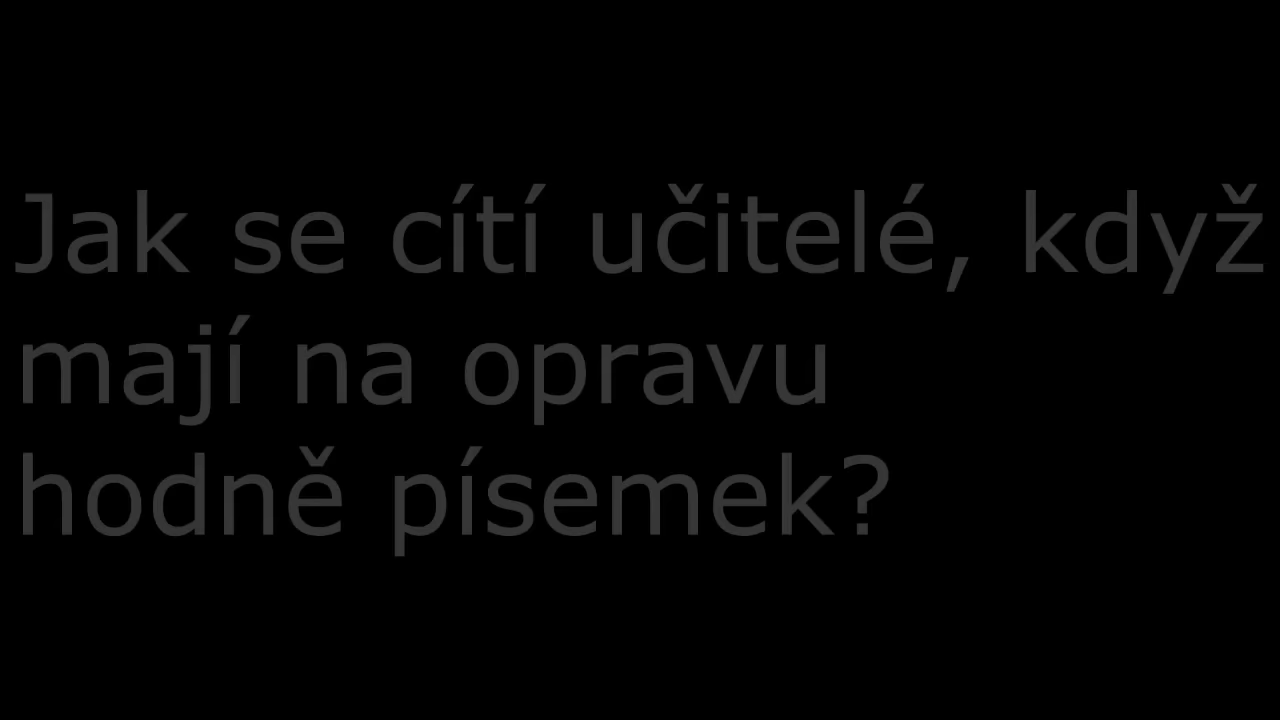 Jak se cítí učitelé, když
mají na opravu
hodně písemek?